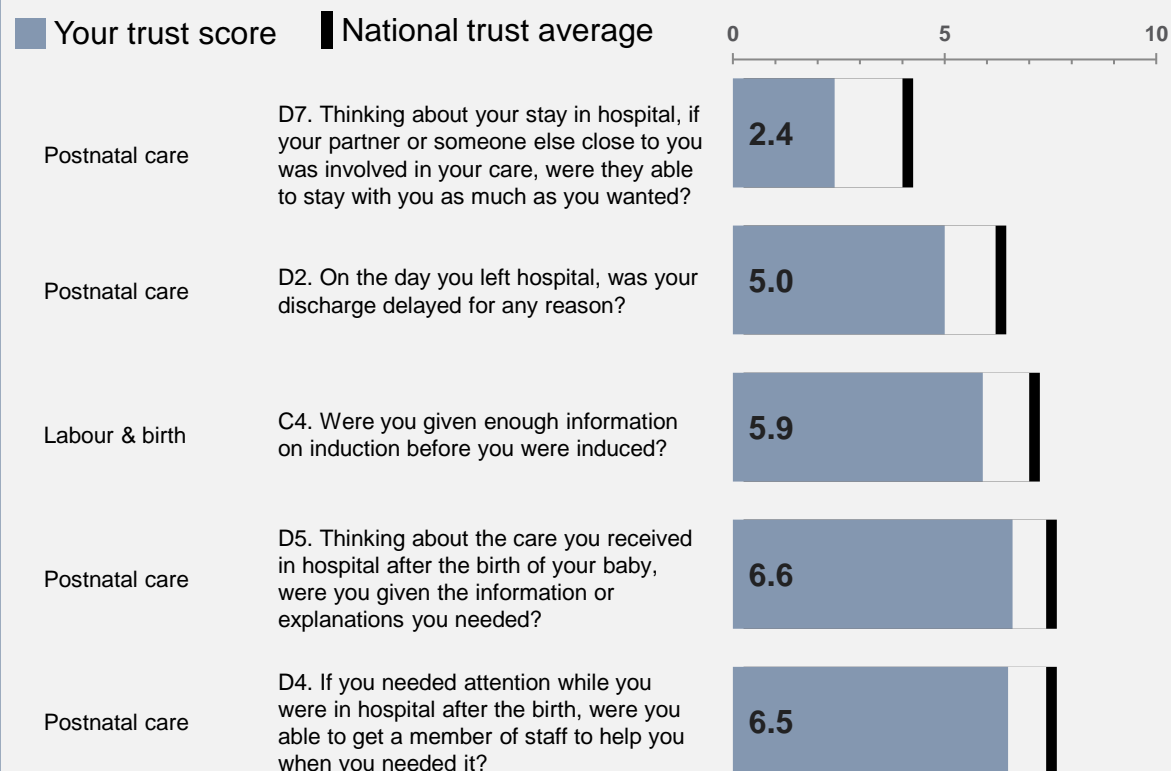 Your trust score National trust average
0 5 10
Postnatal care
D7. Thinking about your stay in hospital, if
your partner or someone else close to you
was involved in your care, were they able
to stay with you as much as you wanted?
2.4
Postnatal care
D2. On the day you left hospital, was your
discharge delayed for any reason?
5.0
Labour & birth
C4. Were you given enough information
on induction before you were induced?
5.9
Postnatal care
D5. Thinking about the care you received
in hospital after the birth of your baby,
were you given the information or
explanations you needed?
6.6
Postnatal care
D4. If you needed attention while you
were in hospital after the birth, were you
able to get a member of staff to help you
when you needed it?
6.5